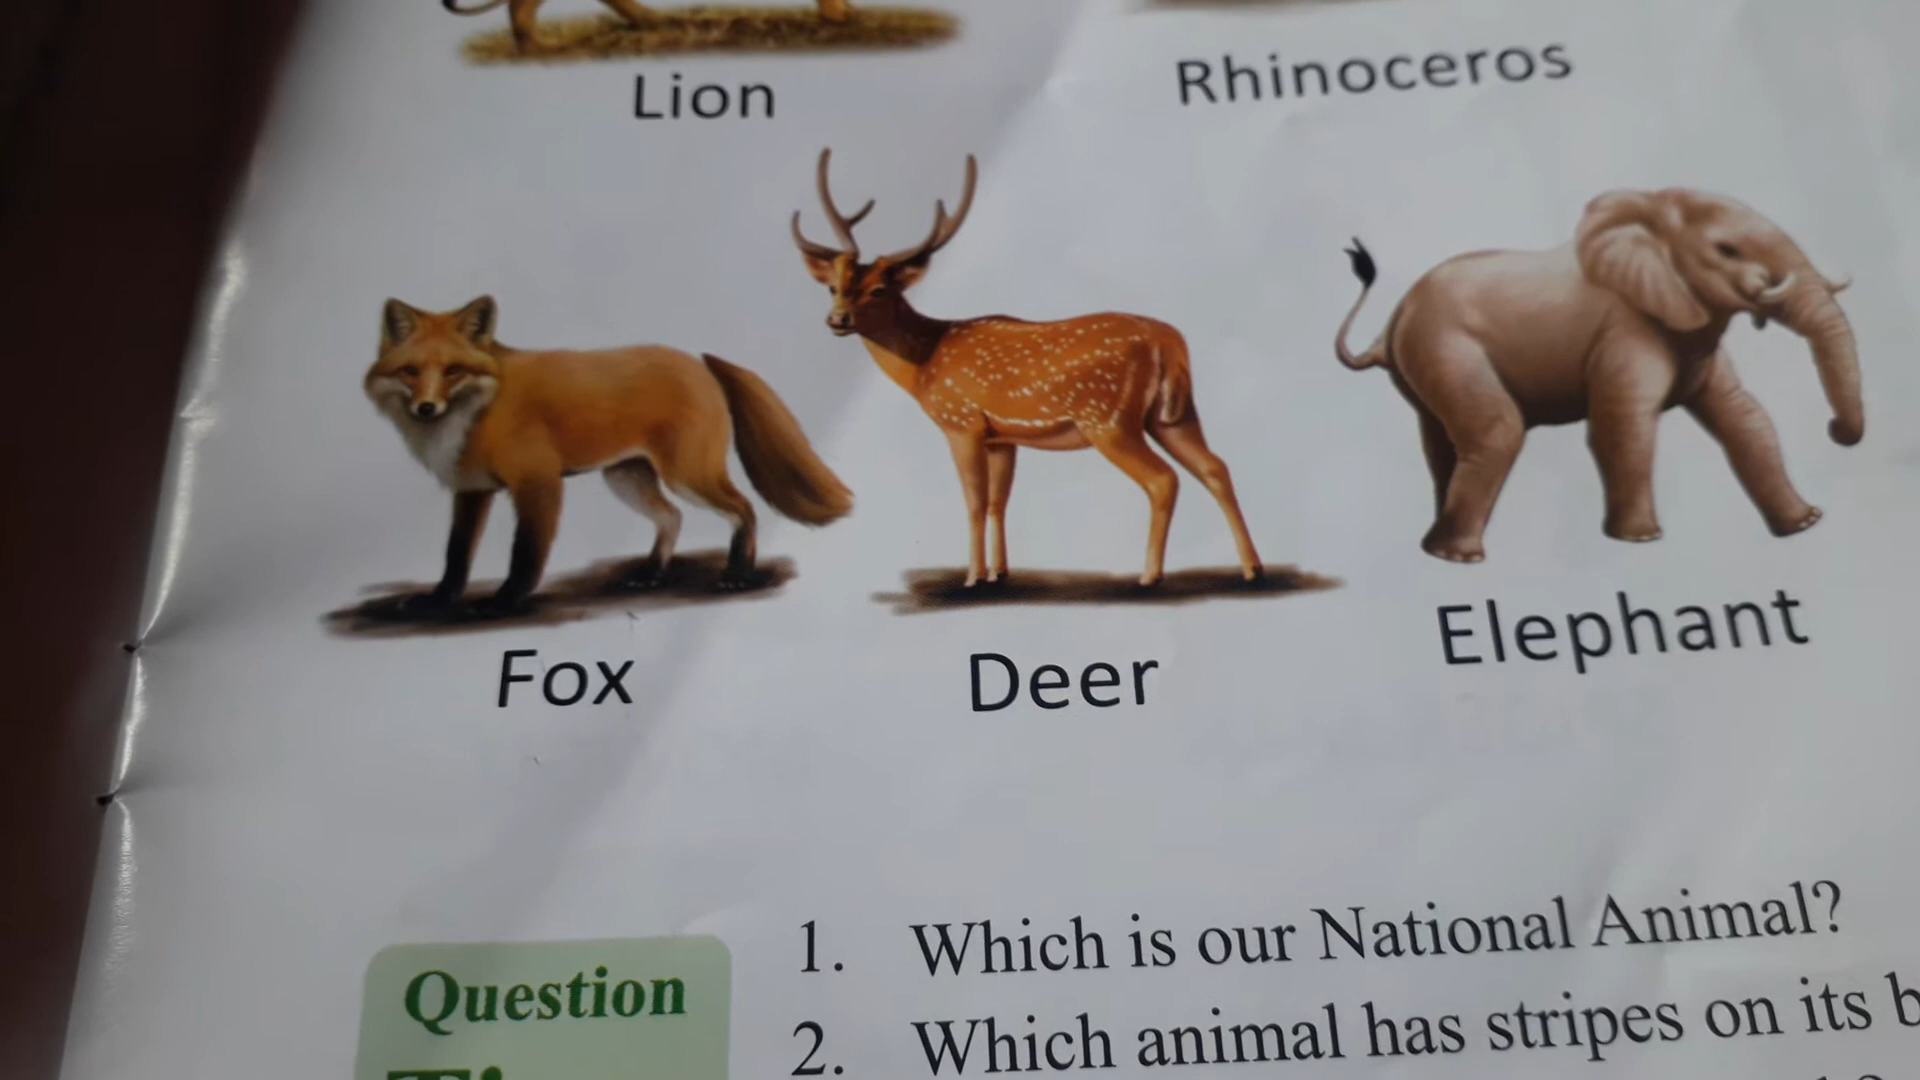 Lion
Rhinoceros
Fox
Deer
Elephant
Question
1. Which is our National Animal?
2. Which animal has stripes on its